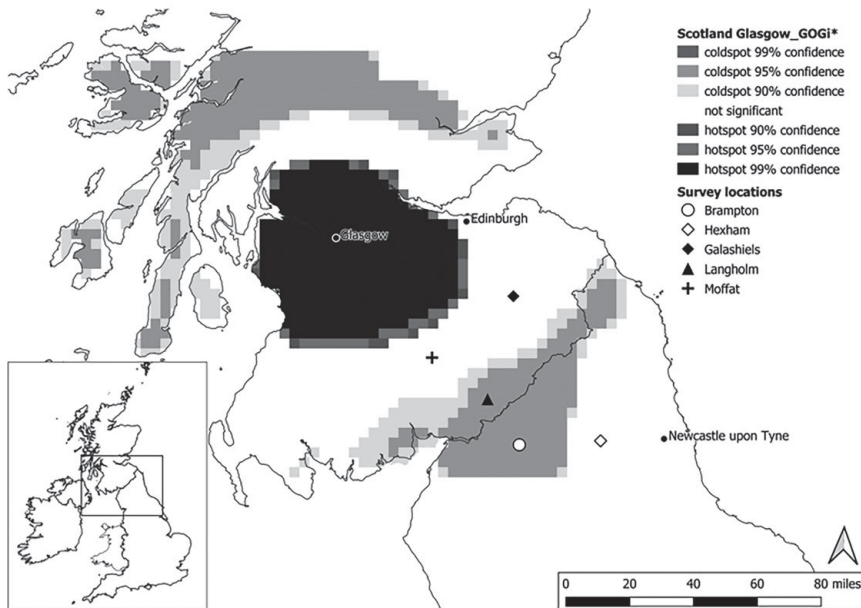 Scotland Glasgow_GOGi*
coldspot 99% confidence
coldspot 95% confidence
coldspot 90% confidence
not significant
hotspot 90% confidence
hotspot 95% confidence
hotspot 99% confidence
Survey locations
Brampton
Hexham
Galashiels
Langholm
Moffat
Edinburgh
Glasgow
Newcastle upon Tyne
0 20 40 60 80 miles